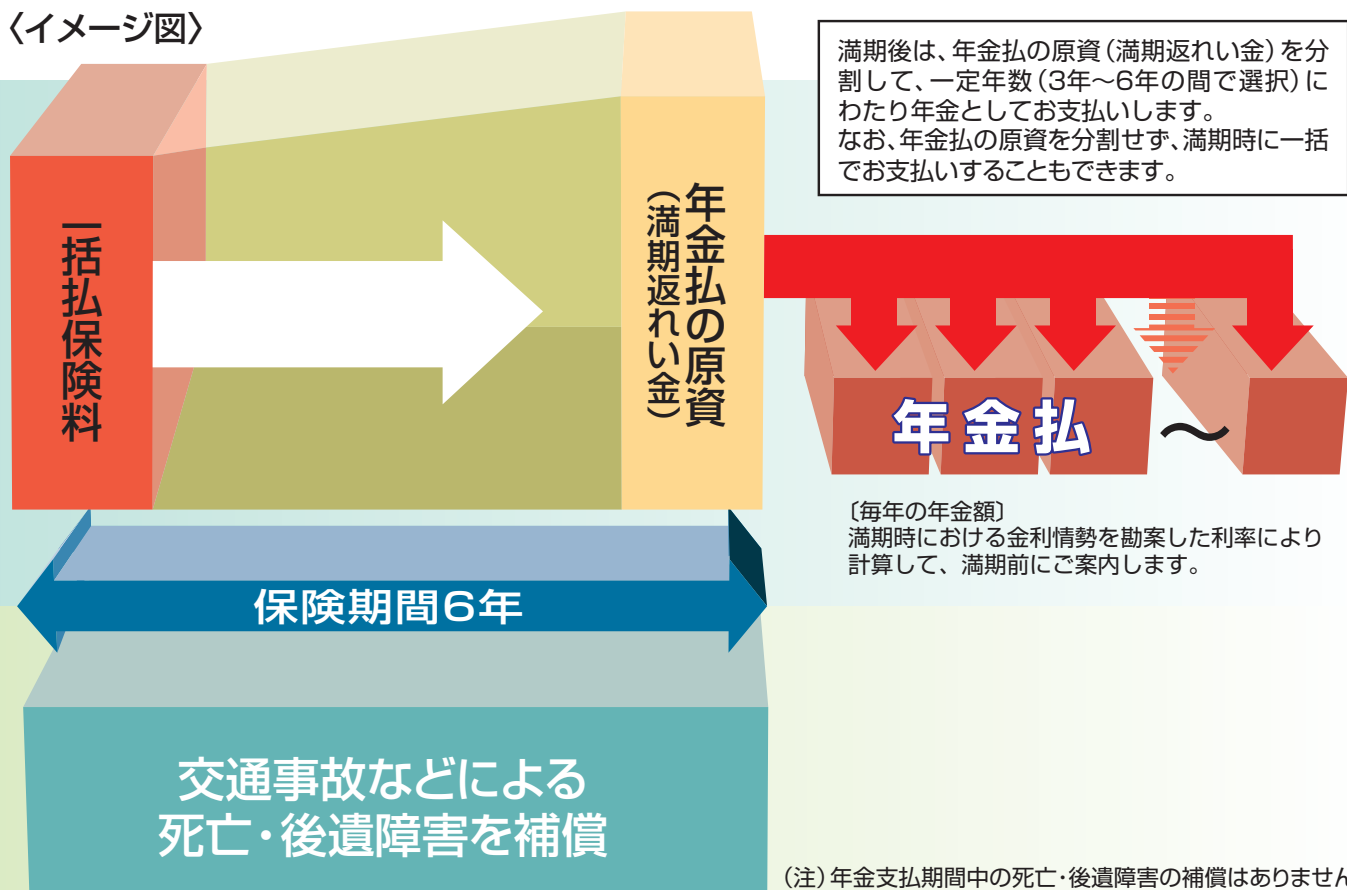 〈イメージ図〉
満期後は、年金払の原資(満期返れい金)を分
割して、一定年数(3年〜6年の間で選択)に
わたり年金としてお支払いします。
なお、年金払の原資を分割せず、満期時に一括
でお支払いすることもできます。
一括払保険料
年金払の原資
(満期返れい金)
年金払
〜
〔毎年の年金額〕
満期時における金利情勢を勘案した利率により
計算して、満期前にご案内します。
保険期間6年
交通事故などによる
死亡・後遺障害を補償
(注)年金支払期間中の死亡・後遺障害の補償はありません